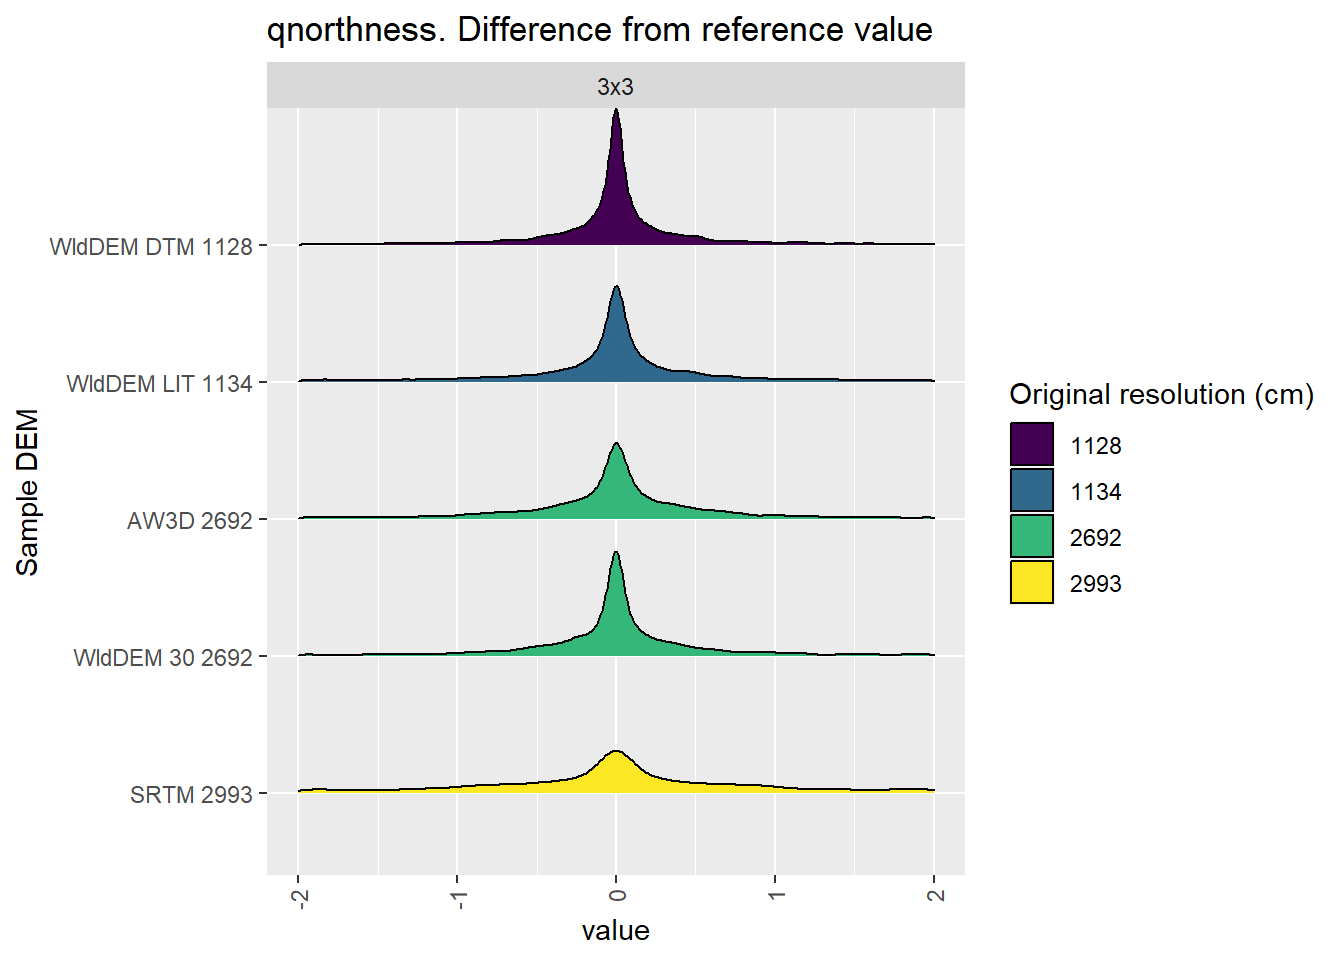 qnorthness. Difference from reference value
3x3
WldDEM DTM 1128
WldDEM LIT 1134
AW3D 2692
WldDEM 30 2692
SRTM 2993
Sample DEM
-2
-1
0
1
2
value
Original resolution (cm)
1128
1134
2692
2993